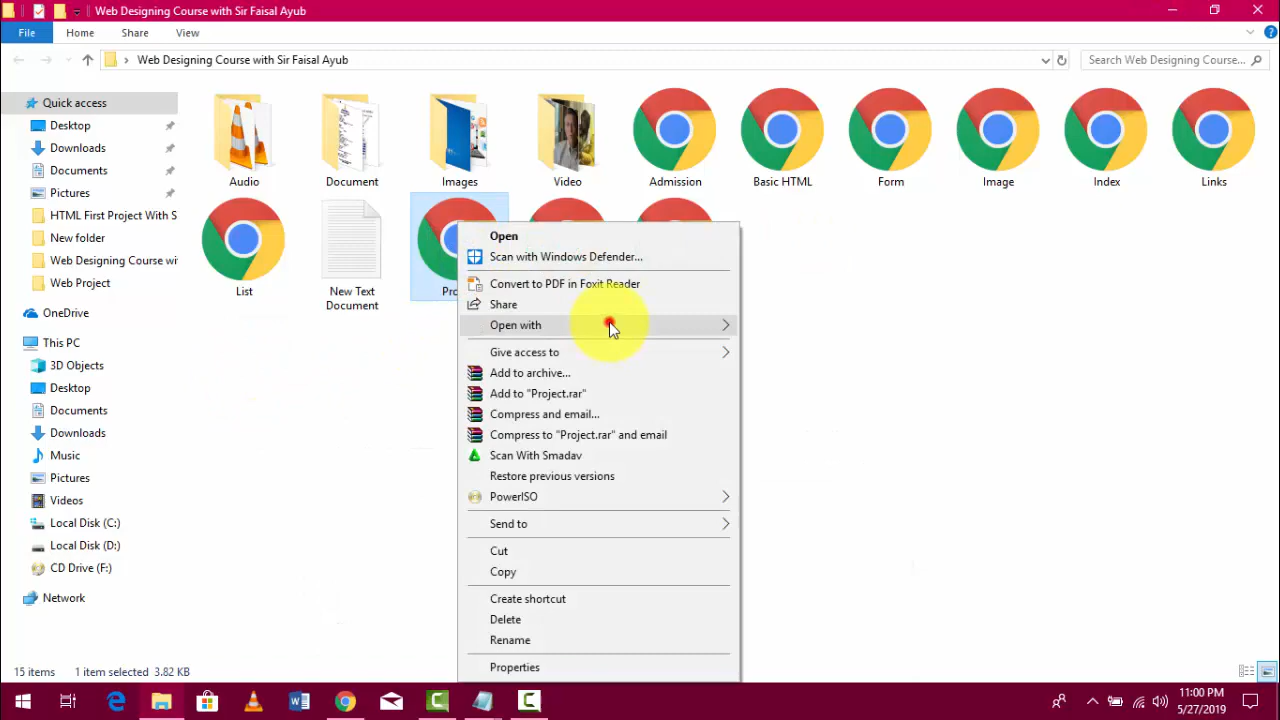 Web Designing Course with Sir Faisal Ayub
File Home Share View
Web Designing Course with Sir Faisal Ayub
Search Web Designing Course...
Quick access
Desktop
Downloads
Documents
Pictures
HTML First Project With S
New folder
Web Designing Course wi
Web Project
OneDrive
This PC
3D Objects
Desktop
Documents
Downloads
Music
Pictures
Videos
Local Disk (C:)
Local Disk (D:)
CD Drive (F:)
Network
Audio Document Images Video Admission Basic HTML Form Image Index Links
List New Text Document
Open
Scan with Windows Defender...
Convert to PDF in Foxit Reader
Share
Open with
Give access to
Add to archive...
Add to "Project.rar"
Compress and email...
Compress to "Project.rar" and email
Scan With Smadav
Restore previous versions
PowerISO
Send to
Cut
Copy
Create shortcut
Delete
Rename
Properties
15 items 1 item selected 3.82 KB
11:00 PM
5/27/2019